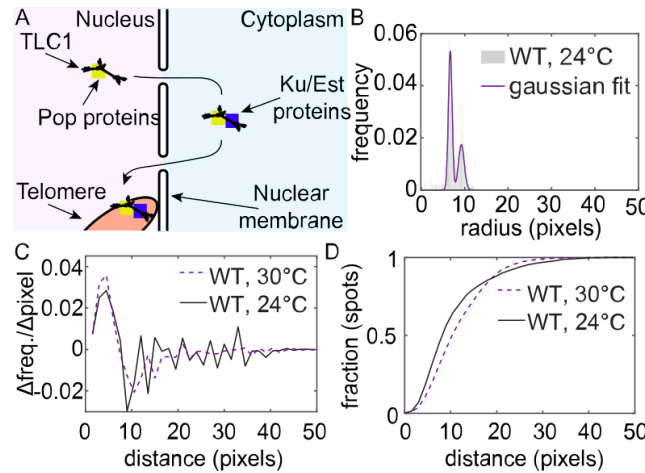 A
Nucleus
Cytoplasm
TLC1
Pop proteins
Ku/Est
proteins
Telomere
Nuclear
membrane
B
0.06
0.04
0.02
0
frequency
WT, 24°C
gaussian fit
0 10 20 30 40 50
radius (pixels)
C
0.04
0.02
0
-0.02
Δfreq./Δpixel
WT, 30°C
WT, 24°C
0 10 20 30 40 50
distance (pixels)
D
1
0.5
0
fraction (spots)
WT, 30°C
WT, 24°C
0 10 20 30 40 50
distance (pixels)